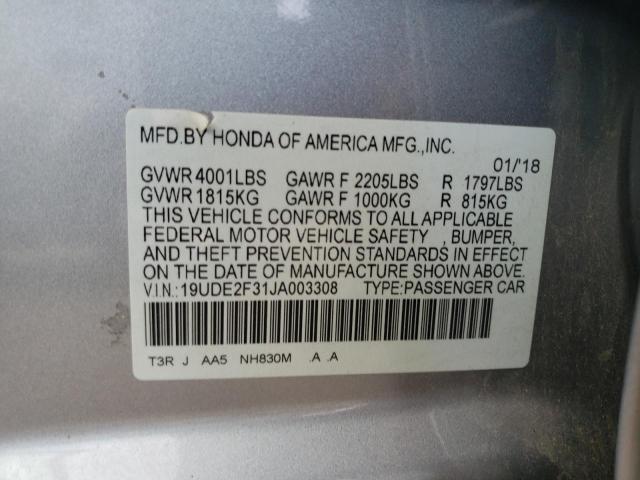 MFD.BY HONDA OF AMERICA MFG.,INC.
01/'18
GVWR 4001LBS GAWR F 2205LBS R 1797LBS
GVWR 1815KG GAWR F 1000KG R 815KG
THIS VEHICLE CONFORMS TO ALL APPLICABLE
FEDERAL MOTOR VEHICLE SAFETY , BUMPER,
AND THEFT PREVENTION STANDARDS IN EFFECT
ON THE DATE OF MANUFACTURE SHOWN ABOVE.
V.I.N.: 19UDE2F31JA003308 TYPE:PASSENGER CAR
T3R J AA5 NH830M .A .A